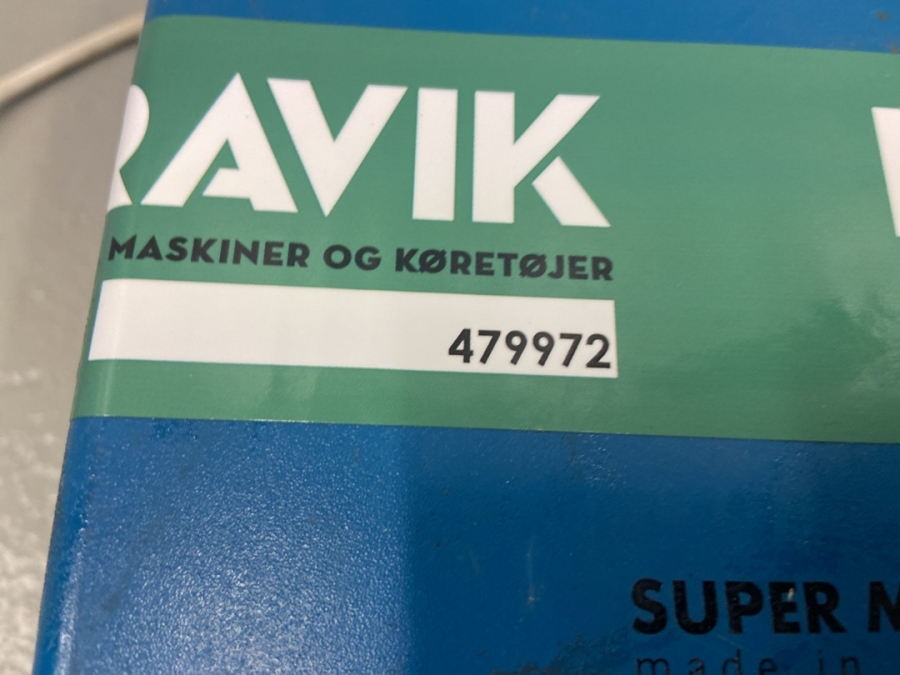 RAVIK
MASKINER OG KØRETØJER
479972
SUPER
made in